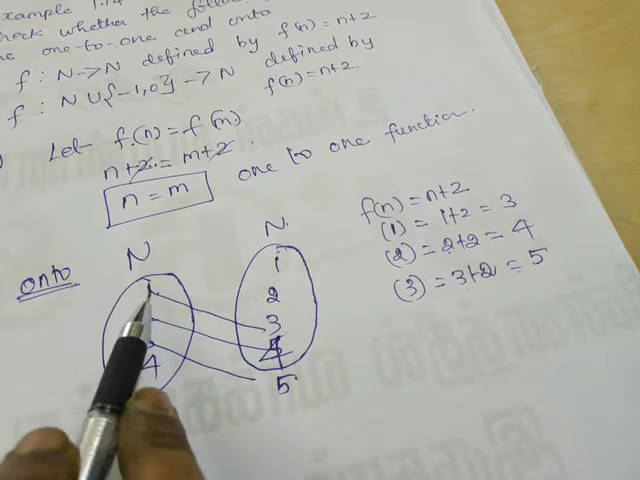 xample 1.14
heck whether the follow
e one-to-one and onto
f : N -> N defined by f(n) = n+2
f : N U {-1,0} -> N defined by
f(n) = n+2.
Let f(n) = f(m)
n+2 = m+2
n = m
one to one function.
f(n) = n+2
(1) = 1+2 = 3
(2) = 2+2 = 4
(3) = 3+2 = 5
onto
N
N
1
2
3
4
5
4